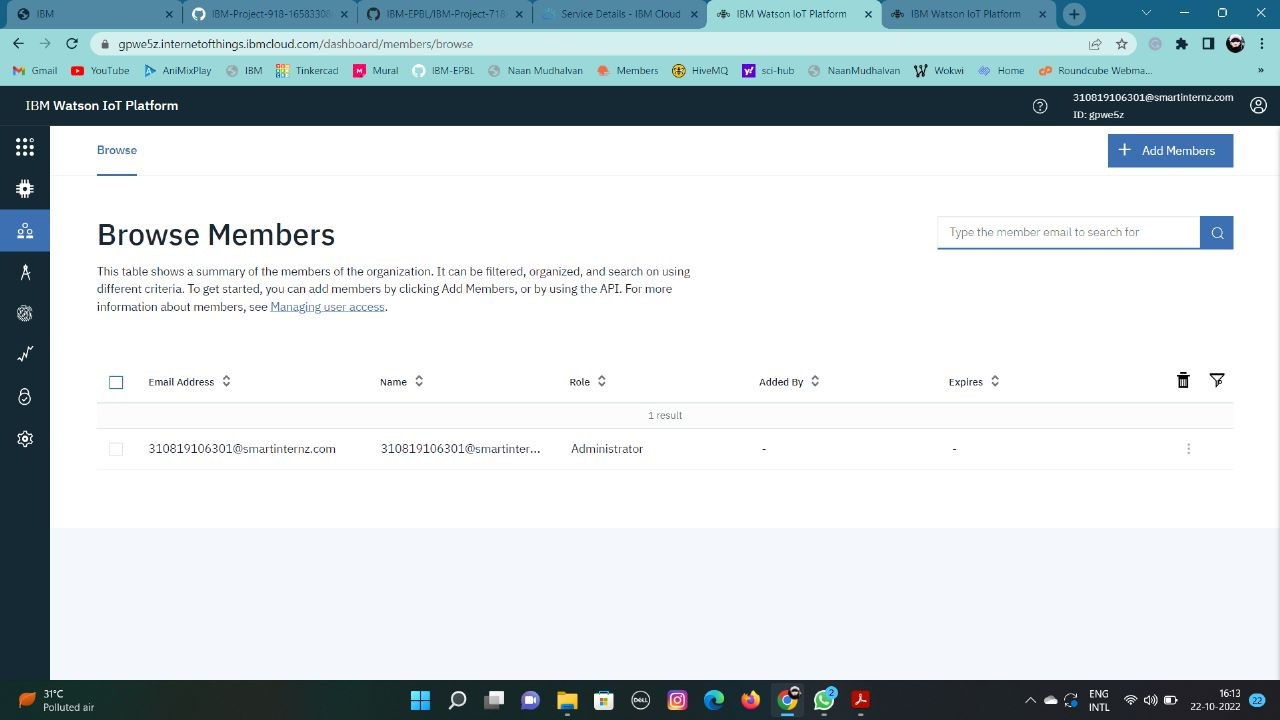 IBM
IBM-Project-918-16583308
IBM-EPBL/IBM-Project-718
Service Details - IBM Cloud
IBM Watson IoT Platform
IBM Watson IoT Platform
gpwe5z.internetofthings.ibmcloud.com/dashboard/members/browse
Gmail
YouTube
AniMixPlay
IBM
Tinkercad
Mural
IBM-EPBL
Naan Mudhalvan
Members
HiveMQ
sci-hub
NaanMudhalvan
Wokwi
Home
Roundcube Webma...
»
IBM Watson IoT Platform
310819106301@smartinternz.com
ID: gpwe5z
Browse
Add Members
Browse Members
Type the member email to search for
This table shows a summary of the members of the organization. It can be filtered, organized, and search on using
different criteria. To get started, you can add members by clicking Add Members, or by using the API. For more
information about members, see Managing user access.
Email Address Name Role Added By Expires
1 result
310819106301@smartinternz.com 310819106301@smartinter... Administrator - -
31°C
Polluted air
DELL
2
ENG
INTL
16:13
22-10-2022
22